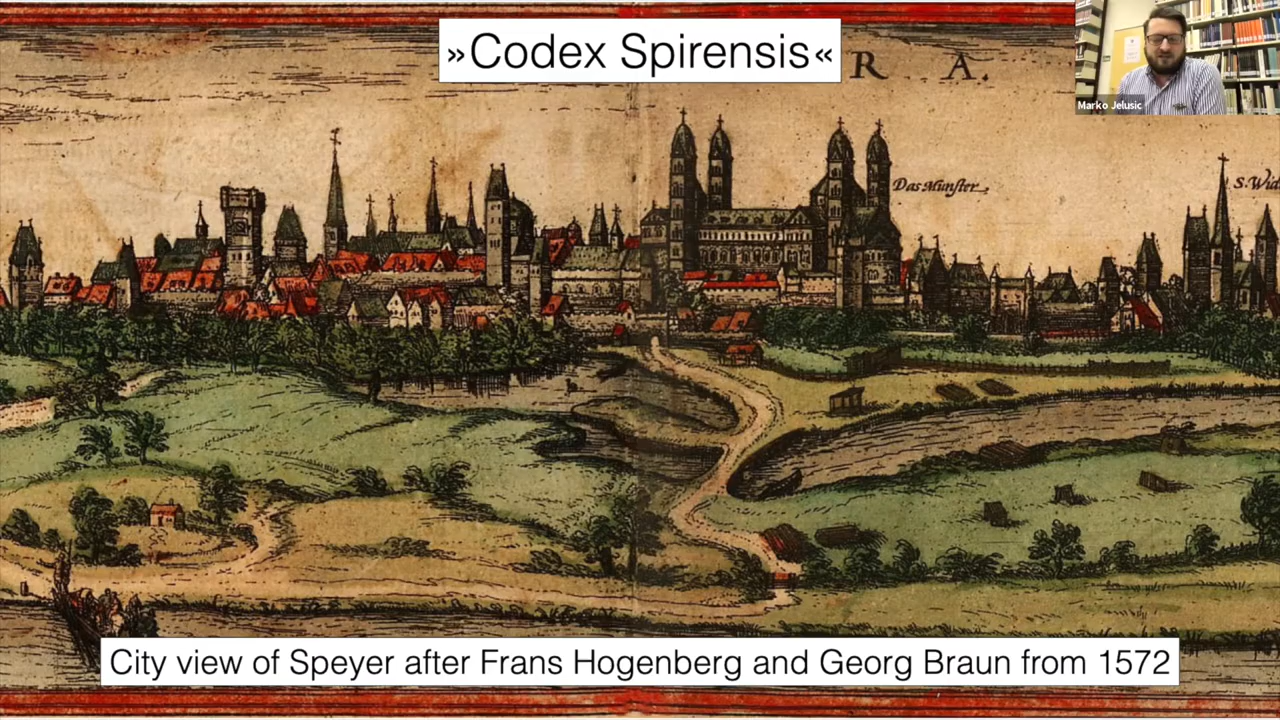 »Codex Spirensis«
R A.
Marko Jelusic
Das Münster
S. Wid
City view of Speyer after Frans Hogenberg and Georg Braun from 1572